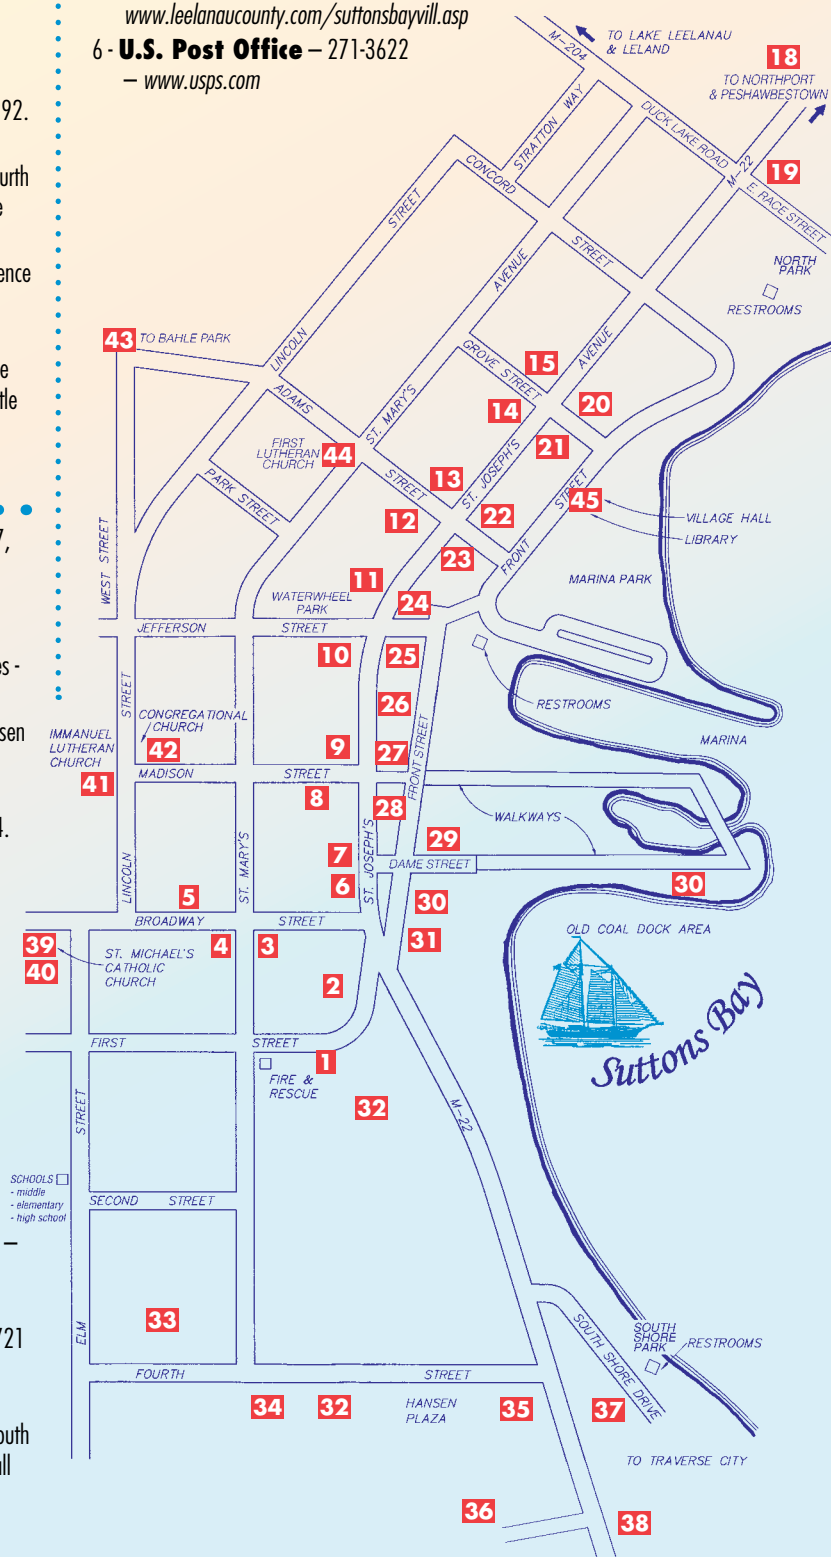 www.leelanaucounty.com/suttonsbayvill.asp
6 - U.S. Post Office – 271-3622
– www.usps.com
92.
urth
e
ence
e
tle
7,
es -
sen
4.
–
721
outh
all
M-204
TO LAKE LEELANAU
& LELAND
18
TO NORTHPORT
& PESHAWBESTOWN
STRATTON WAY
DUCK LAKE ROAD
M-22
19
E. RACE STREET
CONCORD
STREET
STREET
AVENUE
NORTH
PARK
RESTROOMS
43
TO BAHLE PARK
LINCOLN
GROVE STREET
15
AVENUE
ADAMS
ST. MARY'S
14
20
FIRST
LUTHERAN
CHURCH
44
21
PARK STREET
STREET
13
ST. JOSEPH'S
STREET
45
12
22
VILLAGE HALL
LIBRARY
WEST STREET
23
FRONT
11
MARINA PARK
WATERWHEEL
PARK
24
JEFFERSON
STREET
10
25
RESTROOMS
STREET
26
CONGREGATIONAL
CHURCH
IMMANUEL
LUTHERAN
CHURCH
42
9
27
FRONT STREET
MARINA
41
MADISON
STREET
8
28
WALKWAYS
29
7
DAME STREET
LINCOLN
ST. MARY'S
ST. JOSEPH'S
6
30
30
5
BROADWAY
STREET
OLD COAL DOCK AREA
39
4
3
31
40
ST. MICHAEL'S
CATHOLIC
CHURCH
2
Suttons Bay
FIRST
STREET
1
FIRE &
RESCUE
32
M-22
STREET
SCHOOLS
- middle
- elementary
- high school
SECOND
STREET
33
ELM
SOUTH SHORE DRIVE
SOUTH
SHORE
PARK
RESTROOMS
FOURTH
STREET
34
32
HANSEN
PLAZA
35
37
TO TRAVERSE CITY
36
38